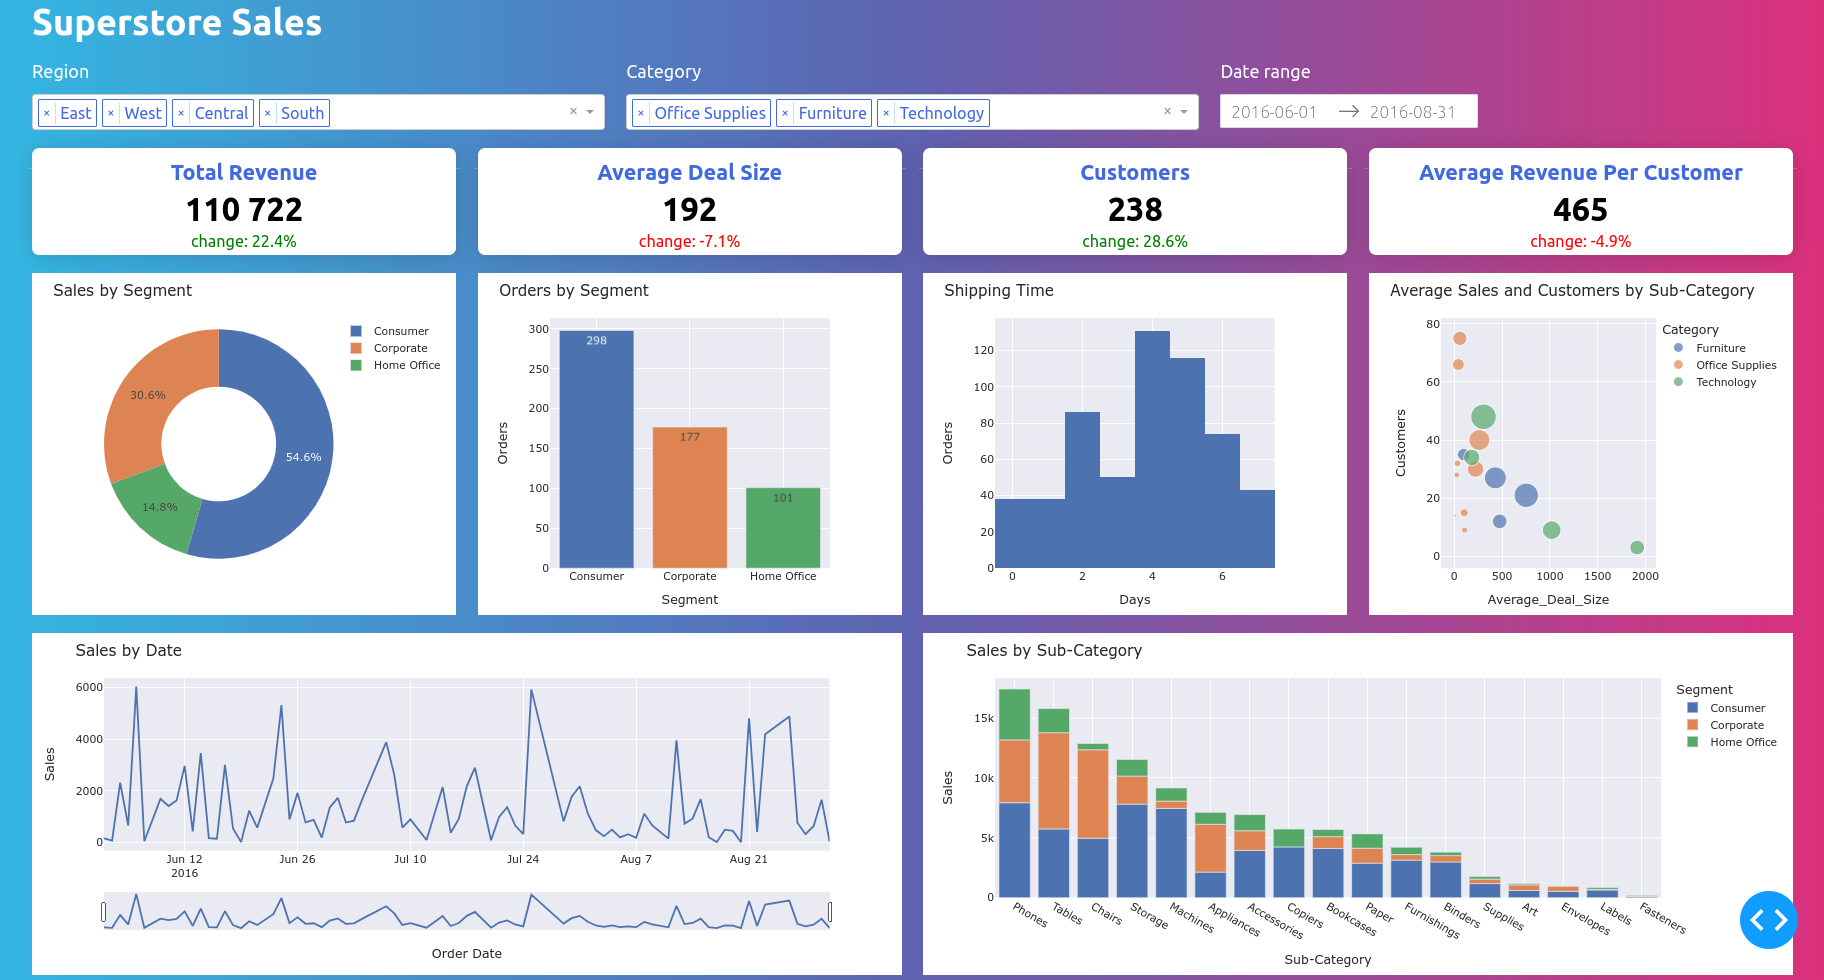 Superstore Sales
Region
Category
Date range
× East × West × Central × South ×
× Office Supplies × Furniture × Technology ×
2016-06-01 → 2016-08-31
Total Revenue
110 722
change: 22.4%
Average Deal Size
192
change: -7.1%
Customers
238
change: 28.6%
Average Revenue Per Customer
465
change: -4.9%
Sales by Segment
Consumer
Corporate
Home Office
30.6%
54.6%
14.8%
Orders by Segment
300
250
200
150
100
50
0
Orders
298
177
101
Consumer Corporate Home Office
Segment
Shipping Time
120
100
80
60
40
20
0
Orders
0 2 4 6
Days
Average Sales and Customers by Sub-Category
80
60
40
20
0
Customers
0 500 1000 1500 2000
Average_Deal_Size
Category
Furniture
Office Supplies
Technology
Sales by Date
6000
4000
2000
0
Sales
Jun 12 Jun 26 Jul 10 Jul 24 Aug 7 Aug 21
2016
Order Date
Sales by Sub-Category
15k
10k
5k
0
Sales
Phones Tables Chairs Storage Machines Appliances Accessories Copiers Bookcases Paper Furnishings Binders Supplies Art Envelopes Labels Fasteners
Sub-Category
Segment
Consumer
Corporate
Home Office